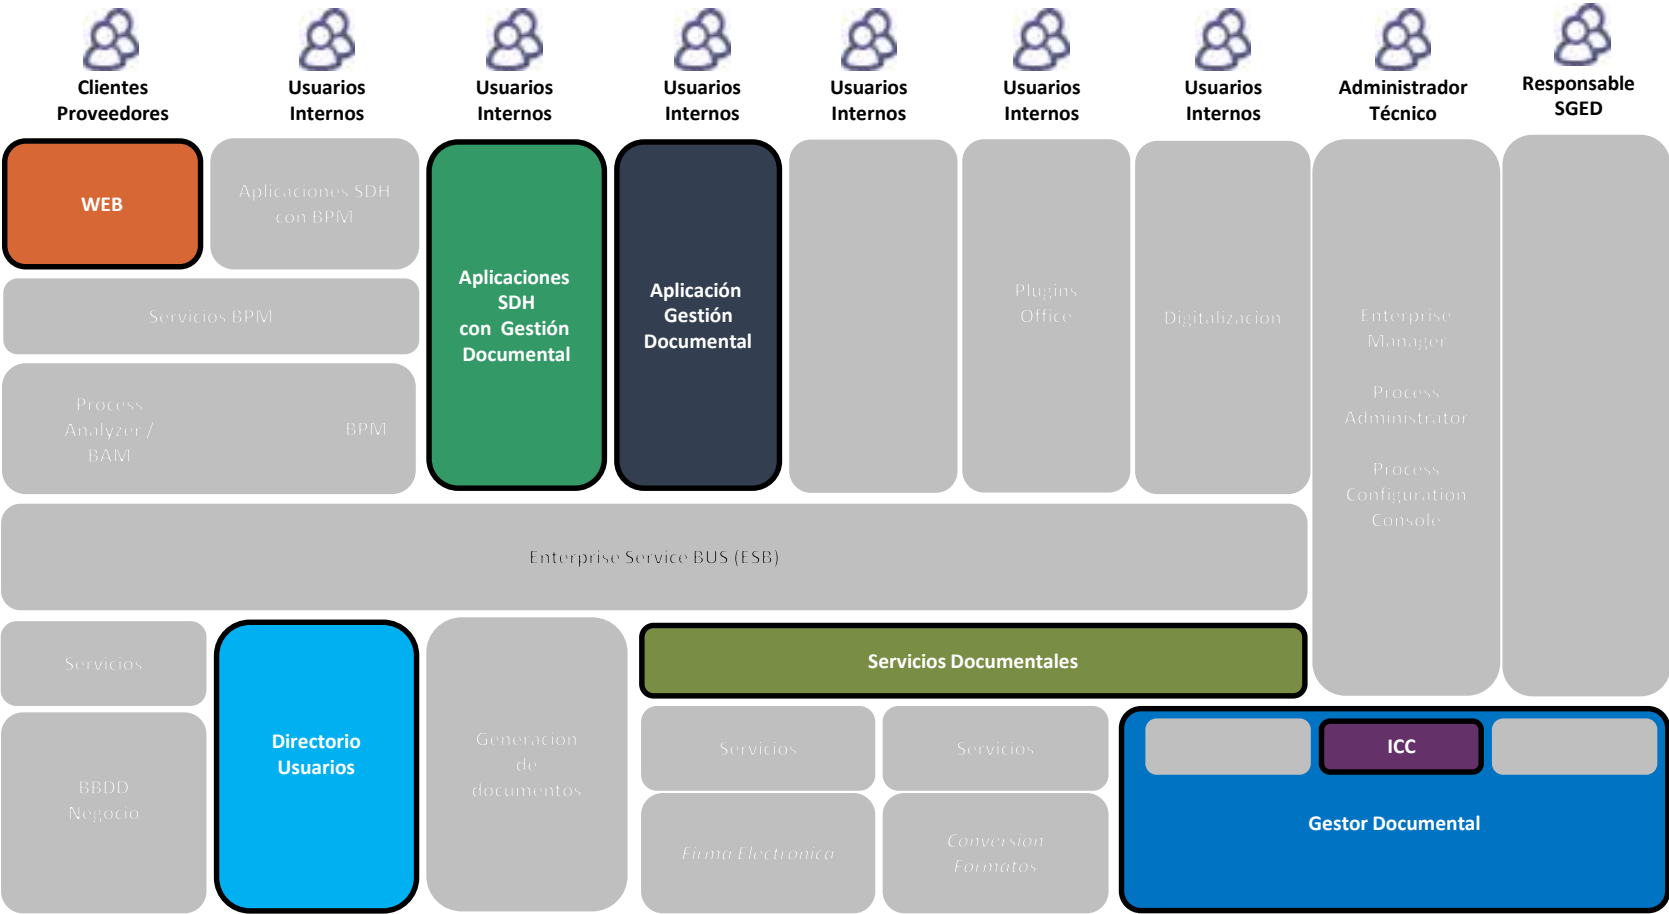 Clientes
Proveedores
Usuarios
Internos
Usuarios
Internos
Usuarios
Internos
Usuarios
Internos
Usuarios
Internos
Usuarios
Internos
Administrador
Técnico
Responsable
SGED
WEB
Aplicaciones SDH
con BPM
Servicios BPM
Process
Analyzer /
BAM
BPM
Aplicaciones
SDH
con Gestión
Documental
Aplicación
Gestión
Documental
Plugins
Office
Digitalizacion
Enterprise
Manager
Process
Administrator
Process
Configuration
Console
Enterprise Service BUS (ESB)
Servicios
BBDD
Negocio
Directorio
Usuarios
Generacion
de
documentos
Servicios Documentales
Servicios
Servicios
Firma Electronica
Conversion
Formatos
ICC
Gestor Documental